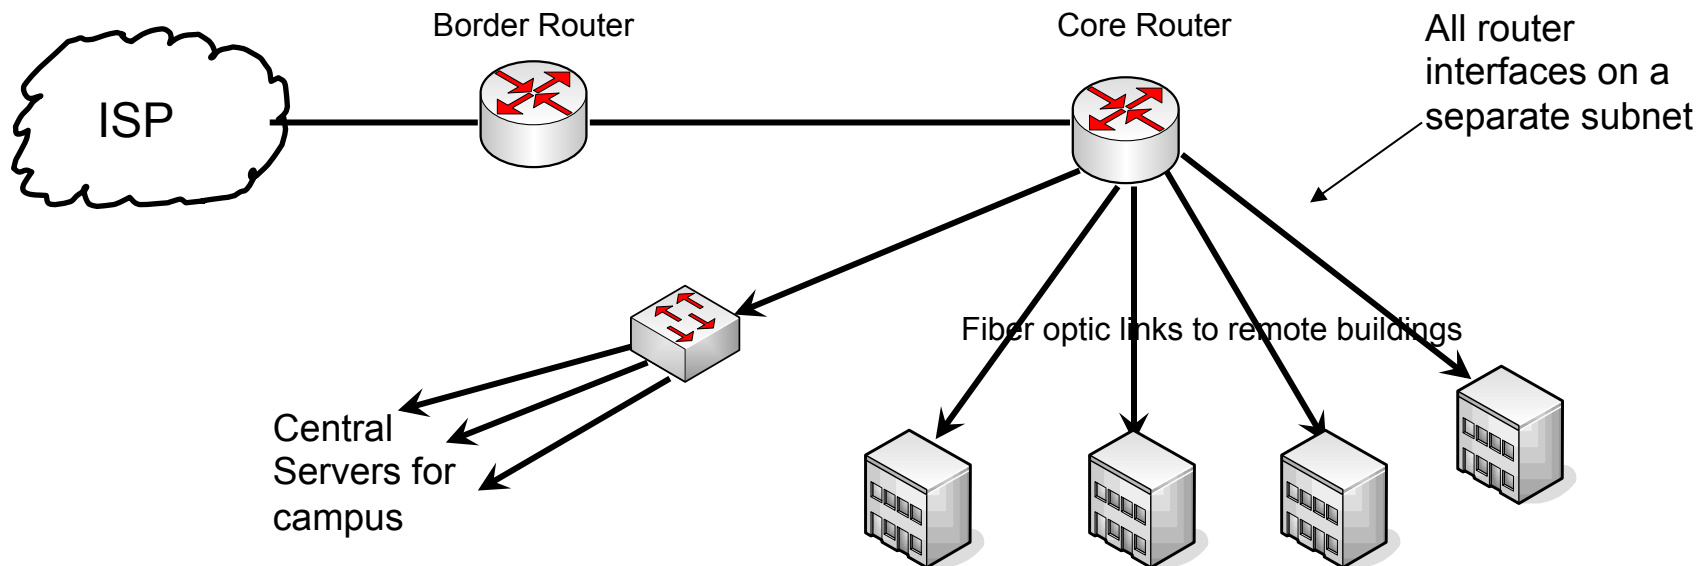 Border Router
Core Router
All router
interfaces on a
separate subnet
ISP
Fiber optic links to remote buildings
Central
Servers for
campus